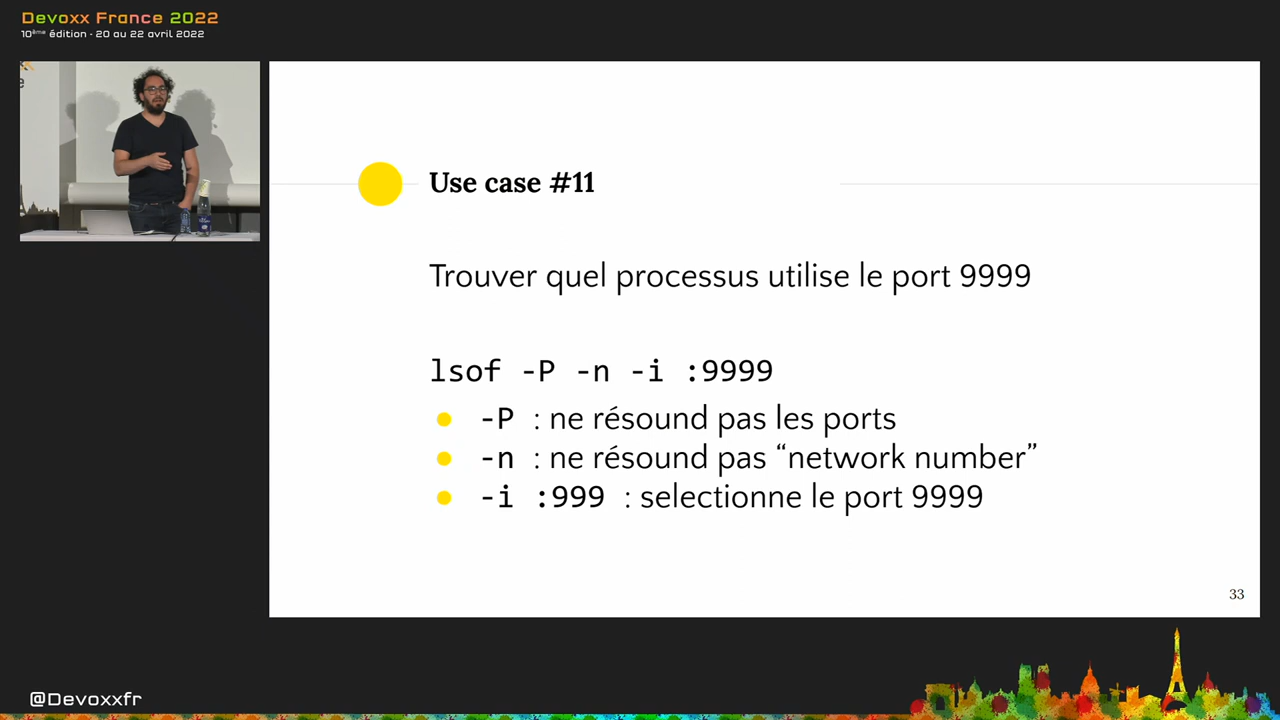 Devoxx France 2022
10ème édition - 20 au 22 avril 2022
Use case #11
Trouver quel processus utilise le port 9999
lsof -P -n -i :9999
-P : ne résound pas les ports
-n : ne résound pas “network number”
-i :999 : selectionne le port 9999
33
@Devoxxfr